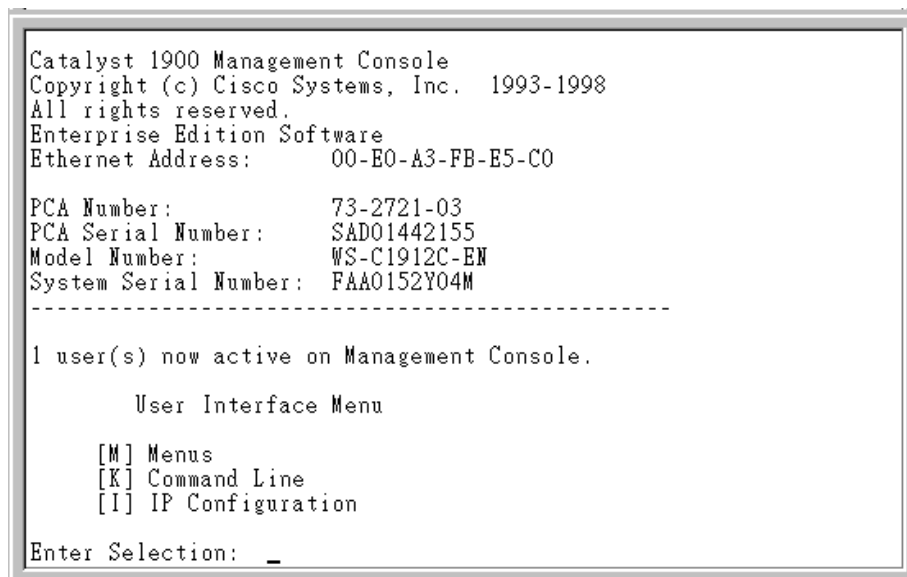 Catalyst 1900 Management Console
Copyright (c) Cisco Systems, Inc.  1993-1998
All rights reserved.
Enterprise Edition Software
Ethernet Address:      00-E0-A3-FB-E5-C0
PCA Number:            73-2721-03
PCA Serial Number:     SAD01442155
Model Number:          WS-C1912C-EN
System Serial Number:  FAA0152Y04M
-------------------------------------------------
1 user(s) now active on Management Console.
User Interface Menu
[M] Menus
[K] Command Line
[I] IP Configuration
Enter Selection:  _